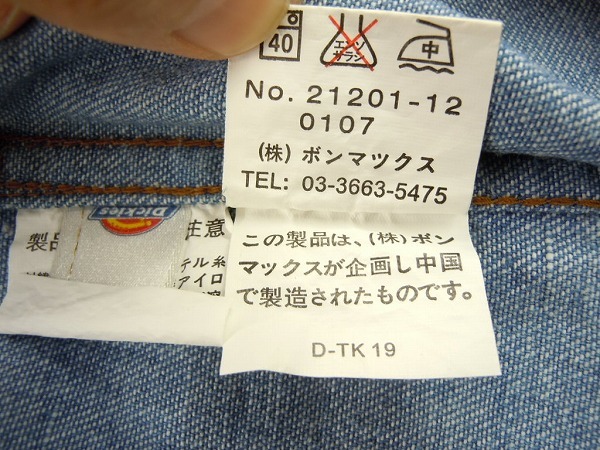 40
エンソ
サラシ
中
No. 21201-12
0107
(株) ボンマックス
TEL: 03-3663-5475
この製品は、(株)ボン
マックスが企画し中国
で製造されたものです。
D-TK 19
製品
注意
テル糸
アイロ